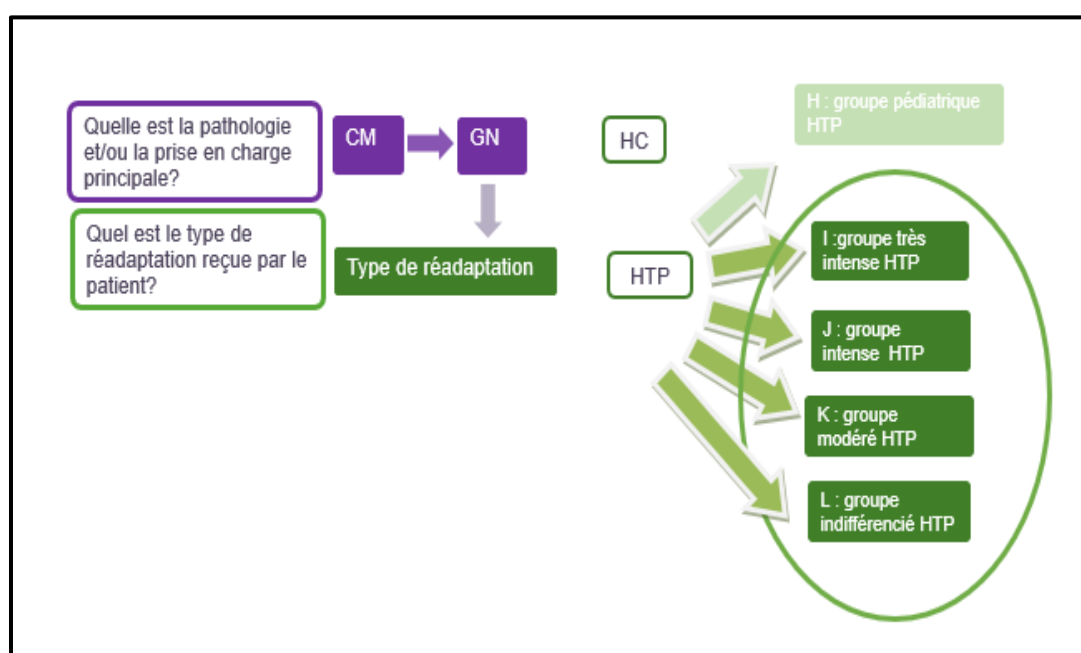 Quelle est la pathologie
et/ou la prise en charge
principale?
CM
GN
Quel est le type de
réadaptation reçue par le
patient?
Type de réadaptation
HC
HTP
H : groupe pédiatrique
HTP
I :groupe très
intense HTP
J : groupe
intense HTP
K : groupe
modéré HTP
L : groupe
indifférencié HTP